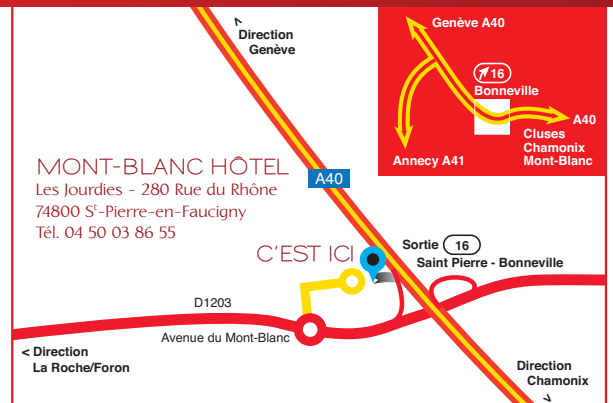 ^
Direction
Genève
Genève A40
16
Bonneville
A40
Cluses
Chamonix
Mont-Blanc
Annecy A41
MONT-BLANC HÔTEL
Les Jourdies - 280 Rue du Rhône
74800 Sᵗ-Pierre-en-Faucigny
Tél. 04 50 03 86 55
A40
C'EST ICI
Sortie 16
Saint Pierre - Bonneville
D1203
Avenue du Mont-Blanc
< Direction
La Roche/Foron
Direction
Chamonix
>